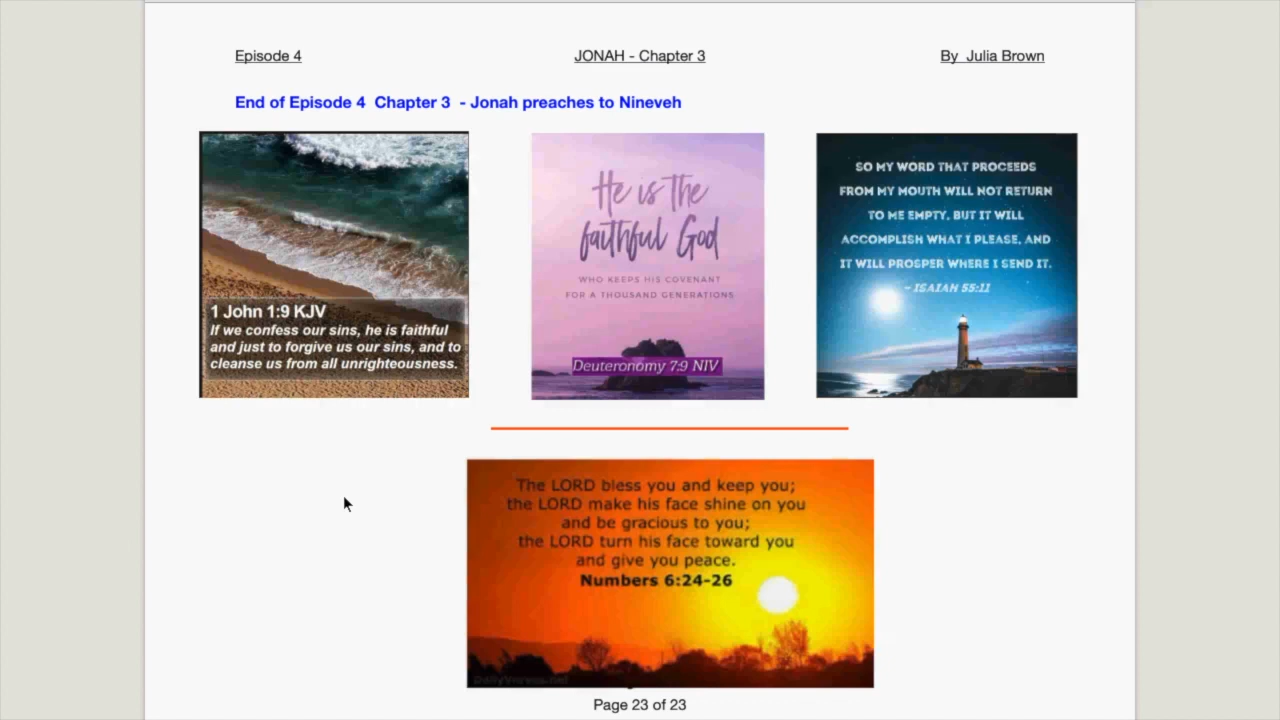 Episode 4
JONAH - Chapter 3
By Julia Brown
End of Episode 4 Chapter 3 - Jonah preaches to Nineveh
1 John 1:9 KJV
If we confess our sins, he is faithful
and just to forgive us our sins, and to
cleanse us from all unrighteousness.
He is the
faithful God
WHO KEEPS HIS COVENANT
FOR A THOUSAND GENERATIONS
Deuteronomy 7:9 NIV
SO MY WORD THAT PROCEEDS
FROM MY MOUTH WILL NOT RETURN
TO ME EMPTY, BUT IT WILL
ACCOMPLISH WHAT I PLEASE, AND
IT WILL PROSPER WHERE I SEND IT.
~ ISAIAH 55:11
The LORD bless you and keep you;
the LORD make his face shine on you
and be gracious to you;
the LORD turn his face toward you
and give you peace.
Numbers 6:24-26
DailyVerses.net
Page 23 of 23